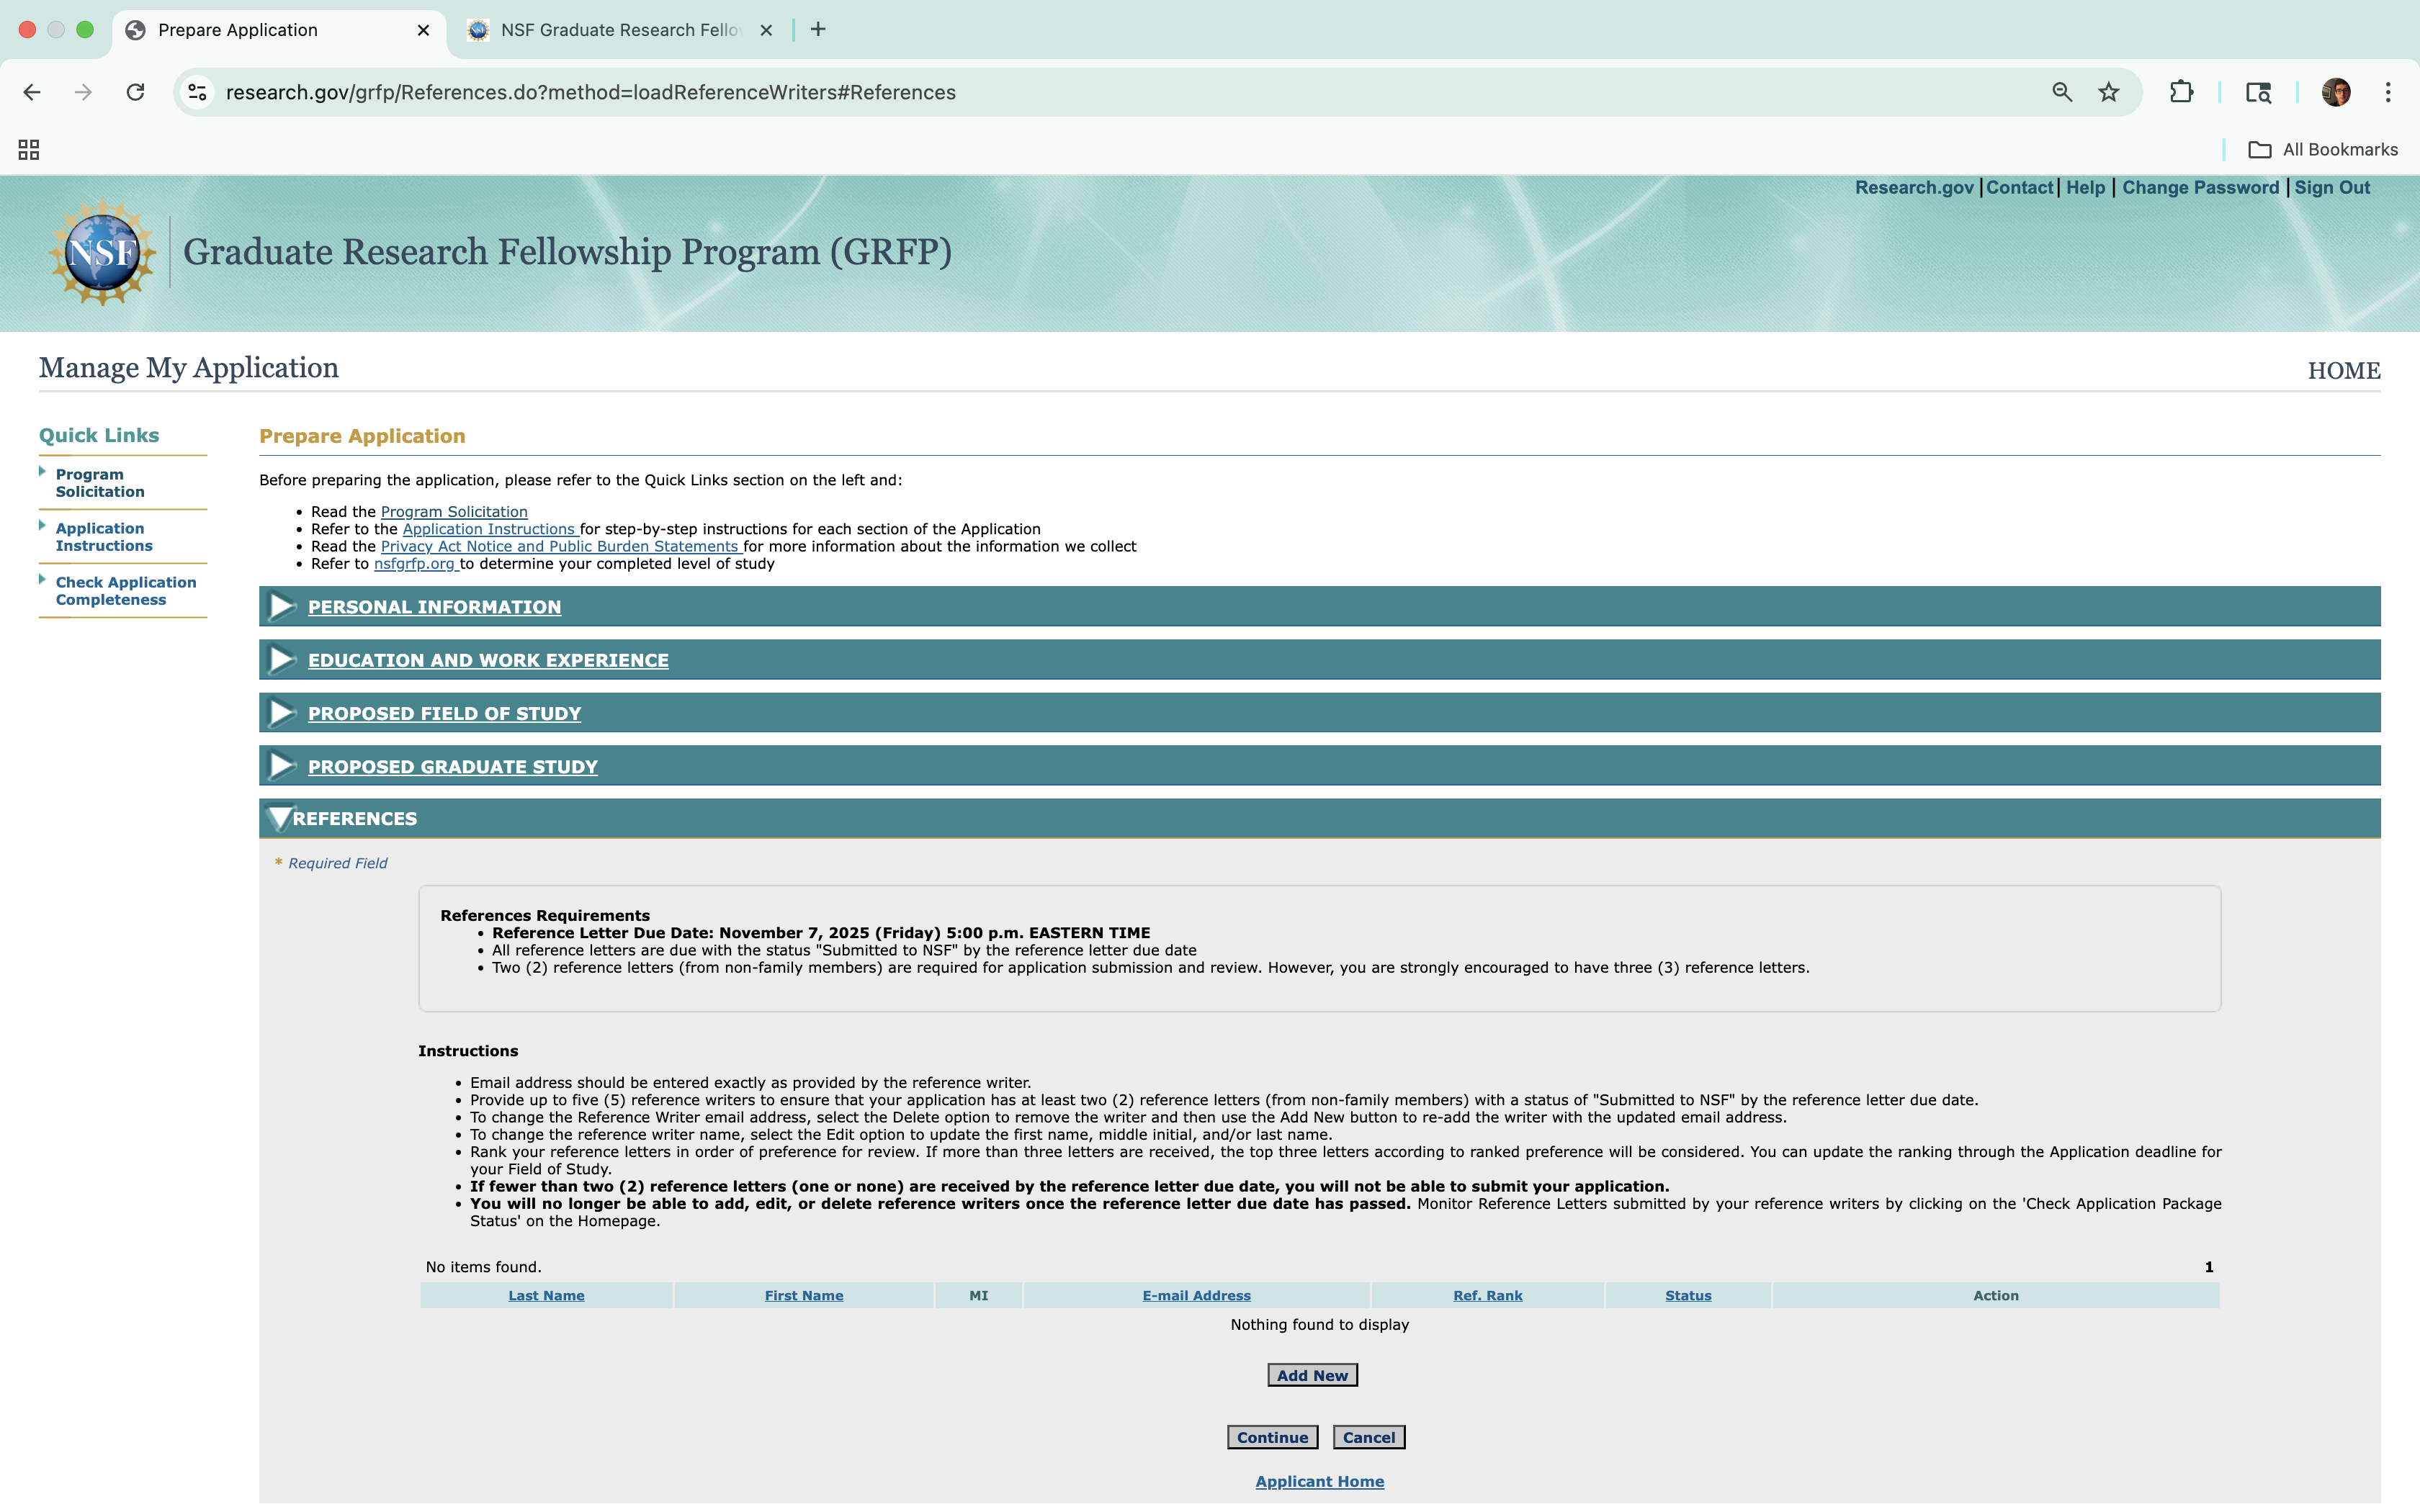 Prepare Application
NSF Graduate Research Fello
research.gov/grfp/References.do?method=loadReferenceWriters#References
All Bookmarks
Research.gov | Contact | Help | Change Password | Sign Out
NSF
Graduate Research Fellowship Program (GRFP)
Manage My Application
HOME
Quick Links
Program
Solicitation
Application
Instructions
Check Application
Completeness
Prepare Application
Before preparing the application, please refer to the Quick Links section on the left and:
• Read the Program Solicitation
• Refer to the Application Instructions for step-by-step instructions for each section of the Application
• Read the Privacy Act Notice and Public Burden Statements for more information about the information we collect
• Refer to nsfgrfp.org to determine your completed level of study
PERSONAL INFORMATION
EDUCATION AND WORK EXPERIENCE
PROPOSED FIELD OF STUDY
PROPOSED GRADUATE STUDY
REFERENCES
* Required Field
References Requirements
• Reference Letter Due Date: November 7, 2025 (Friday) 5:00 p.m. EASTERN TIME
• All reference letters are due with the status "Submitted to NSF" by the reference letter due date
• Two (2) reference letters (from non-family members) are required for application submission and review. However, you are strongly encouraged to have three (3) reference letters.
Instructions
• Email address should be entered exactly as provided by the reference writer.
• Provide up to five (5) reference writers to ensure that your application has at least two (2) reference letters (from non-family members) with a status of "Submitted to NSF" by the reference letter due date.
• To change the Reference Writer email address, select the Delete option to remove the writer and then use the Add New button to re-add the writer with the updated email address.
• To change the reference writer name, select the Edit option to update the first name, middle initial, and/or last name.
• Rank your reference letters in order of preference for review. If more than three letters are received, the top three letters according to ranked preference will be considered. You can update the ranking through the Application deadline for
your Field of Study.
• If fewer than two (2) reference letters (one or none) are received by the reference letter due date, you will not be able to submit your application.
• You will no longer be able to add, edit, or delete reference writers once the reference letter due date has passed. Monitor Reference Letters submitted by your reference writers by clicking on the 'Check Application Package
Status' on the Homepage.
No items found. 1
Last Name First Name MI E-mail Address Ref. Rank Status Action
Nothing found to display
Add New
Continue Cancel
Applicant Home